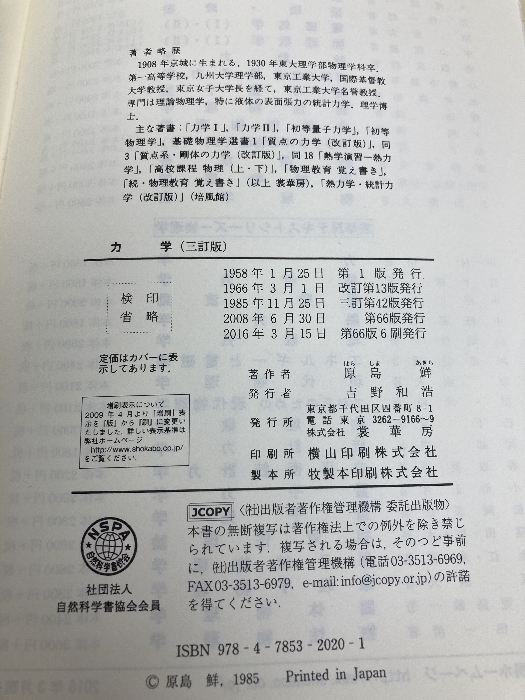 著者略歴
1908年京城に生まれる．1930年東大理学部物理学科卒．
第一高等学校，九州大学理学部，東京工業大学，国際基督教
大学教授，東京女子大学長を経て，東京工業大学名誉教授．
専門は理論物理学，特に液体の表面張力の統計力学．理学博
士．
主な著書：「力学Ⅰ」，「力学Ⅱ」，「初等量子力学」，「初等
物理学」，基礎物理学選書1「質点の力学（改訂版）」，同
3「質点系・剛体の力学（改訂版）」，同18「熱学演習―熱力
学」，「高校課程 物理（上・下）」，「物理教育 覚え書き」，
「続・物理教育 覚え書き」（以上 裳華房），「熱力学・統計力
学（改訂版）」（培風館）
力　学（三訂版）
検印
省略
1958年1月25日　第1版発行
1966年3月1日　改訂第13版発行
1985年11月25日　三訂第42版発行
2008年6月30日　第66版発行
2016年3月15日　第66版6刷発行
定価はカバーに表
示してあります．
増刷表示について
2009年4月より「増刷」表
示を「版」から「刷」に変更い
たしました．詳しい表示基準は
弊社ホームページ
http://www.shokabo.co.jp/
をご覧ください．
はら しま あきら
著作者　原島　鮮
発行者　吉野和浩
発行所　東京都千代田区四番町8-1
電話 東京 3262-9166～9
株式会社 裳華房
印刷所　横山印刷株式会社
製本所　牧製本印刷株式会社
NSPA
自然科学書協会
社団法人
自然科学書協会会員
JCOPY 〈㈳出版者著作権管理機構 委託出版物〉
本書の無断複写は著作権法上での例外を除き禁じ
られています．複写される場合は，そのつど事前
に，㈳出版者著作権管理機構（電話03-3513-6969，
FAX03-3513-6979，e-mail:info@jcopy.or.jp）の許諾
を得てください．
ISBN 978-4-7853-2020-1
© 原島 鮮，1985　Printed in Japan